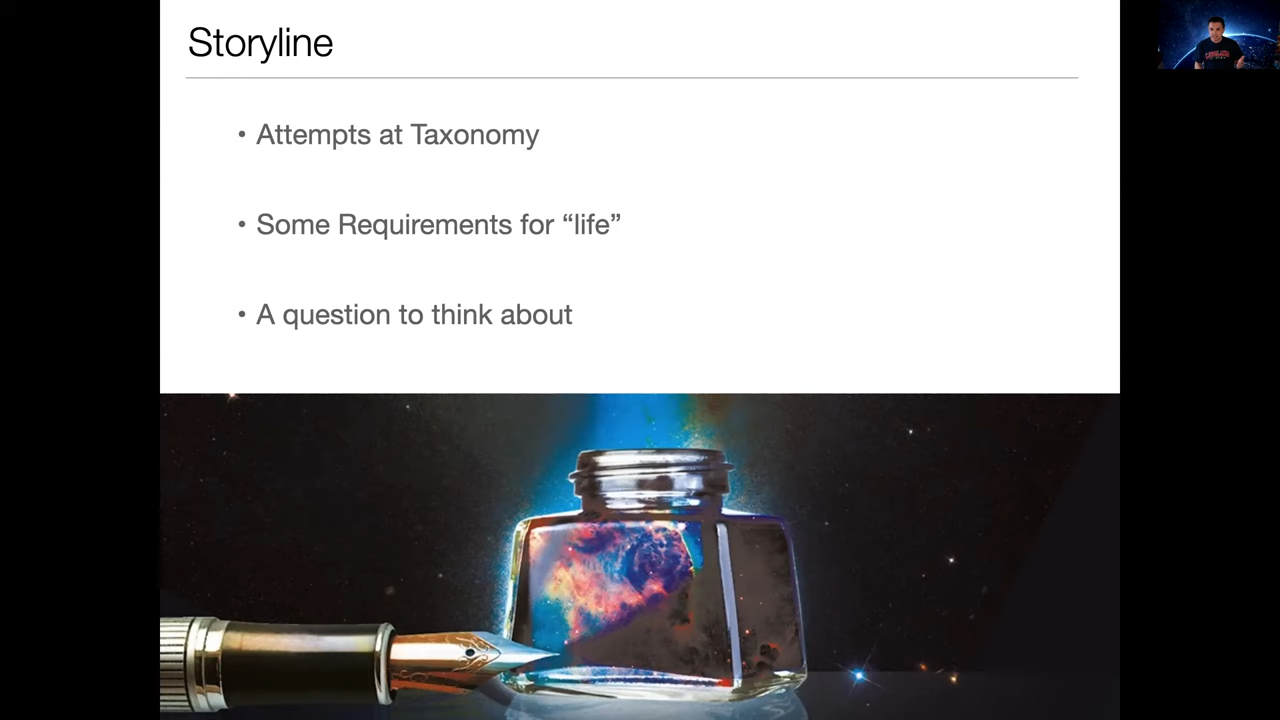 Storyline
• Attempts at Taxonomy
• Some Requirements for “life”
• A question to think about